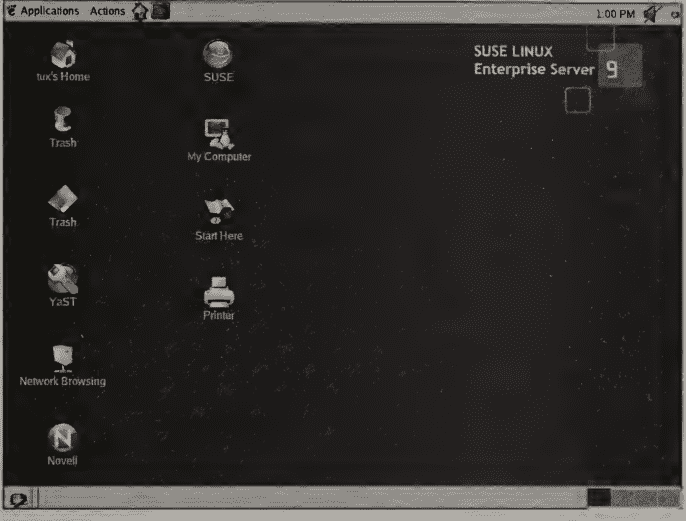 Applications Actions
1:00 PM
tux's Home
SUSE
SUSE LINUX
Enterprise Server 9
Trash
My Computer
Trash
Start Here
YaST
Printer
Network Browsing
Novell